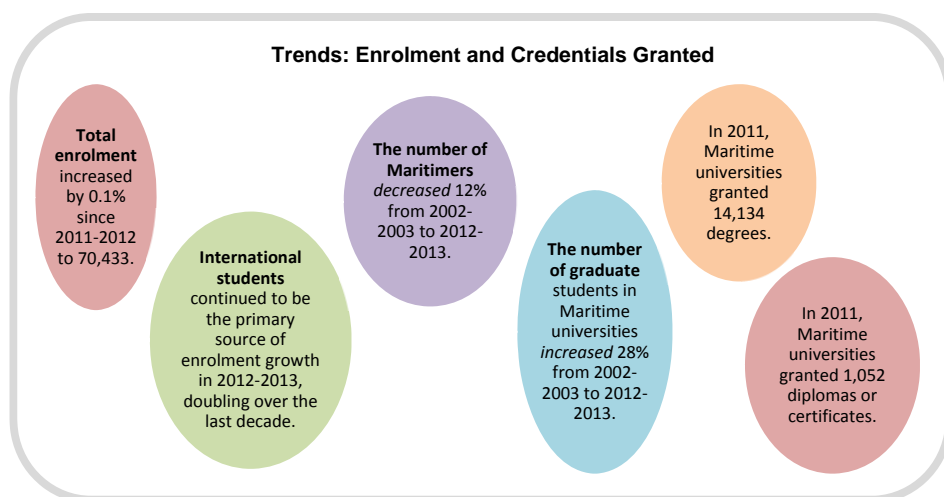 Trends: Enrolment and Credentials Granted
Total
enrolment
increased
by 0.1%
since
2011-2012
to 70,433.
International
students
continued to be
the primary
source of
enrolment growth
in 2012-2013,
doubling over the
last decade.
The number of
Maritimers
decreased 12%
from 2002-
2003 to 2012-
2013.
The number
of graduate
students in
Maritime
universities
increased 28%
from 2002-
2003 to 2012-
2013.
In 2011,
Maritime
universities
granted
14,134
degrees.
In 2011,
Maritime
universities
granted 1,052
diplomas or
certificates.